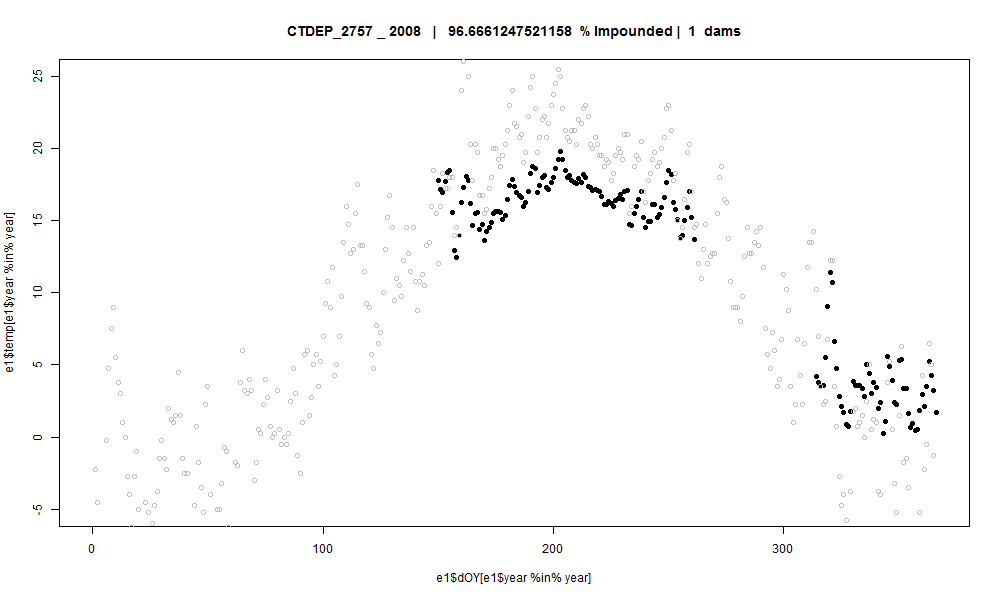 CTDEP_2757 _ 2008 | 96.6661247521158 % Impounded | 1 dams
e1$temp[e1$year %in% year]
25
20
15
10
5
0
-5
0 100 200 300
e1$dOY[e1$year %in% year]